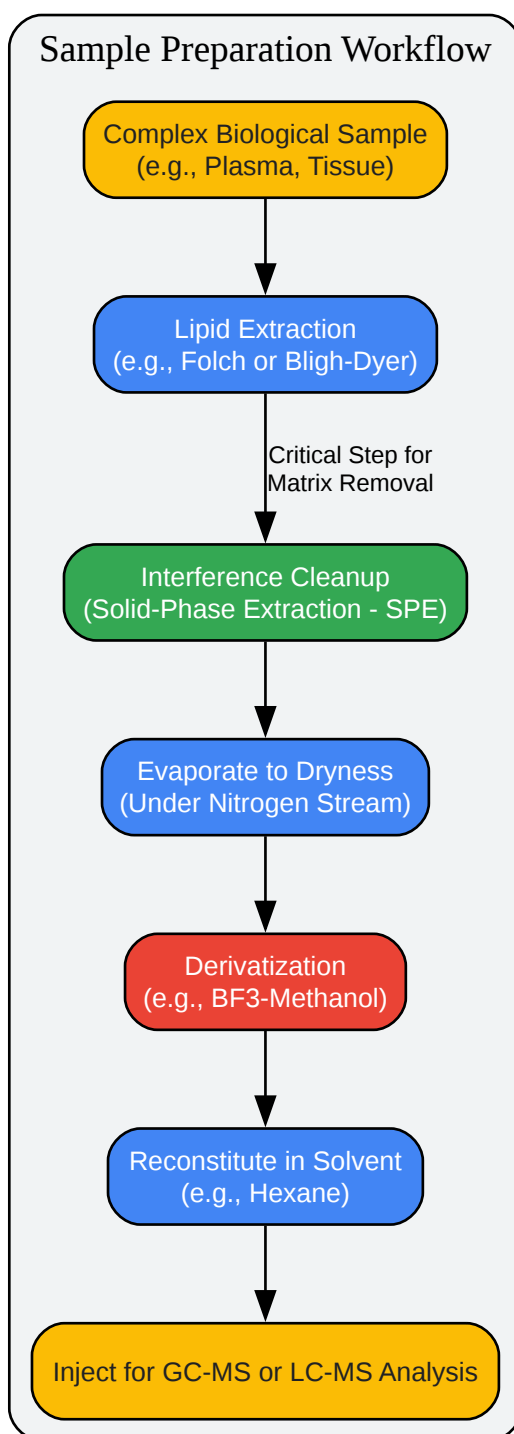 Sample Preparation Workflow
Complex Biological Sample
(e.g., Plasma, Tissue)
Lipid Extraction
(e.g., Folch or Bligh-Dyer)
Critical Step for
Matrix Removal
Interference Cleanup
(Solid-Phase Extraction - SPE)
Evaporate to Dryness
(Under Nitrogen Stream)
Derivatization
(e.g., BF3-Methanol)
Reconstitute in Solvent
(e.g., Hexane)
Inject for GC-MS or LC-MS Analysis